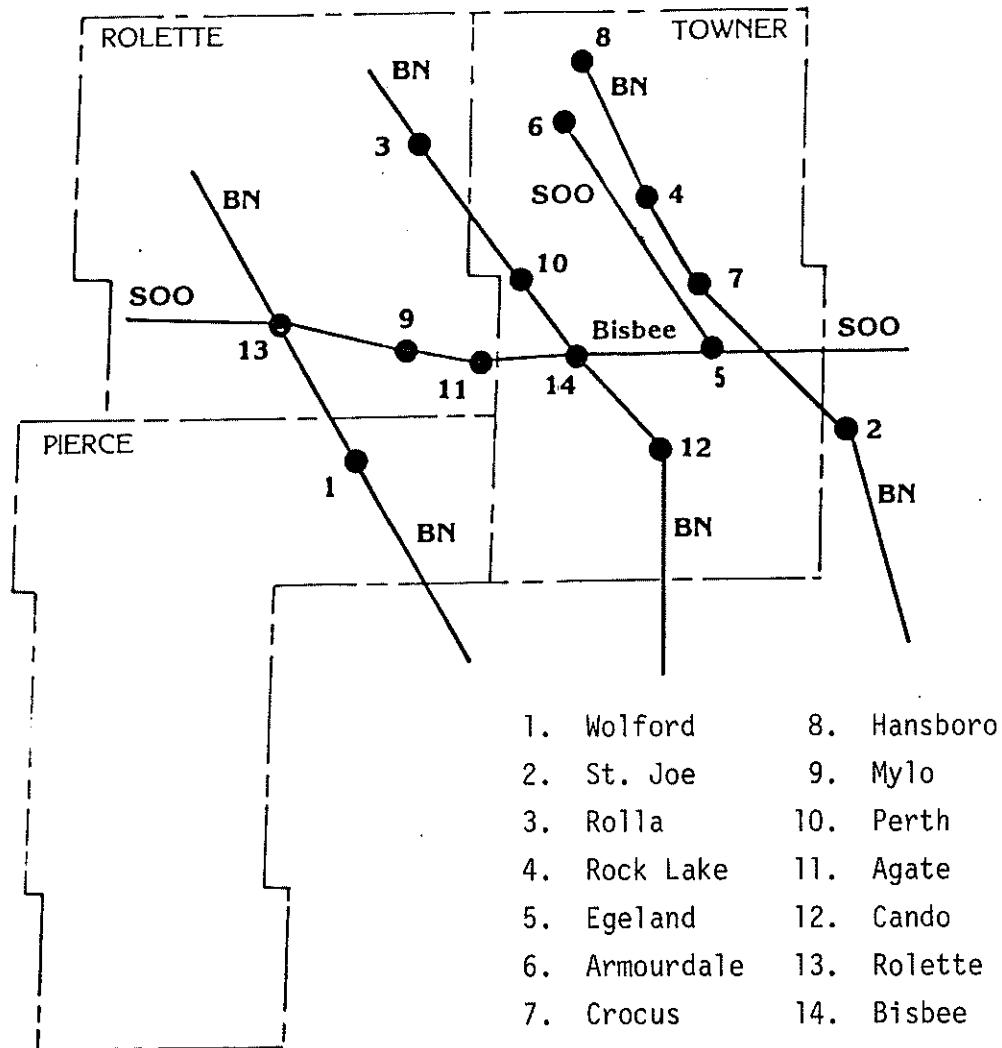 ROLETTE
TOWNER
8
BN
BN
3
6
BN
SOO
4
10
7
SOO
9
Bisbee
SOO
13
11
14
5
PIERCE
2
12
1
BN
BN
BN
1. Wolford
2. St. Joe
3. Rolla
4. Rock Lake
5. Egeland
6. Armourdale
7. Crocus
8. Hansboro
9. Mylo
10. Perth
11. Agate
12. Cando
13. Rolette
14. Bisbee